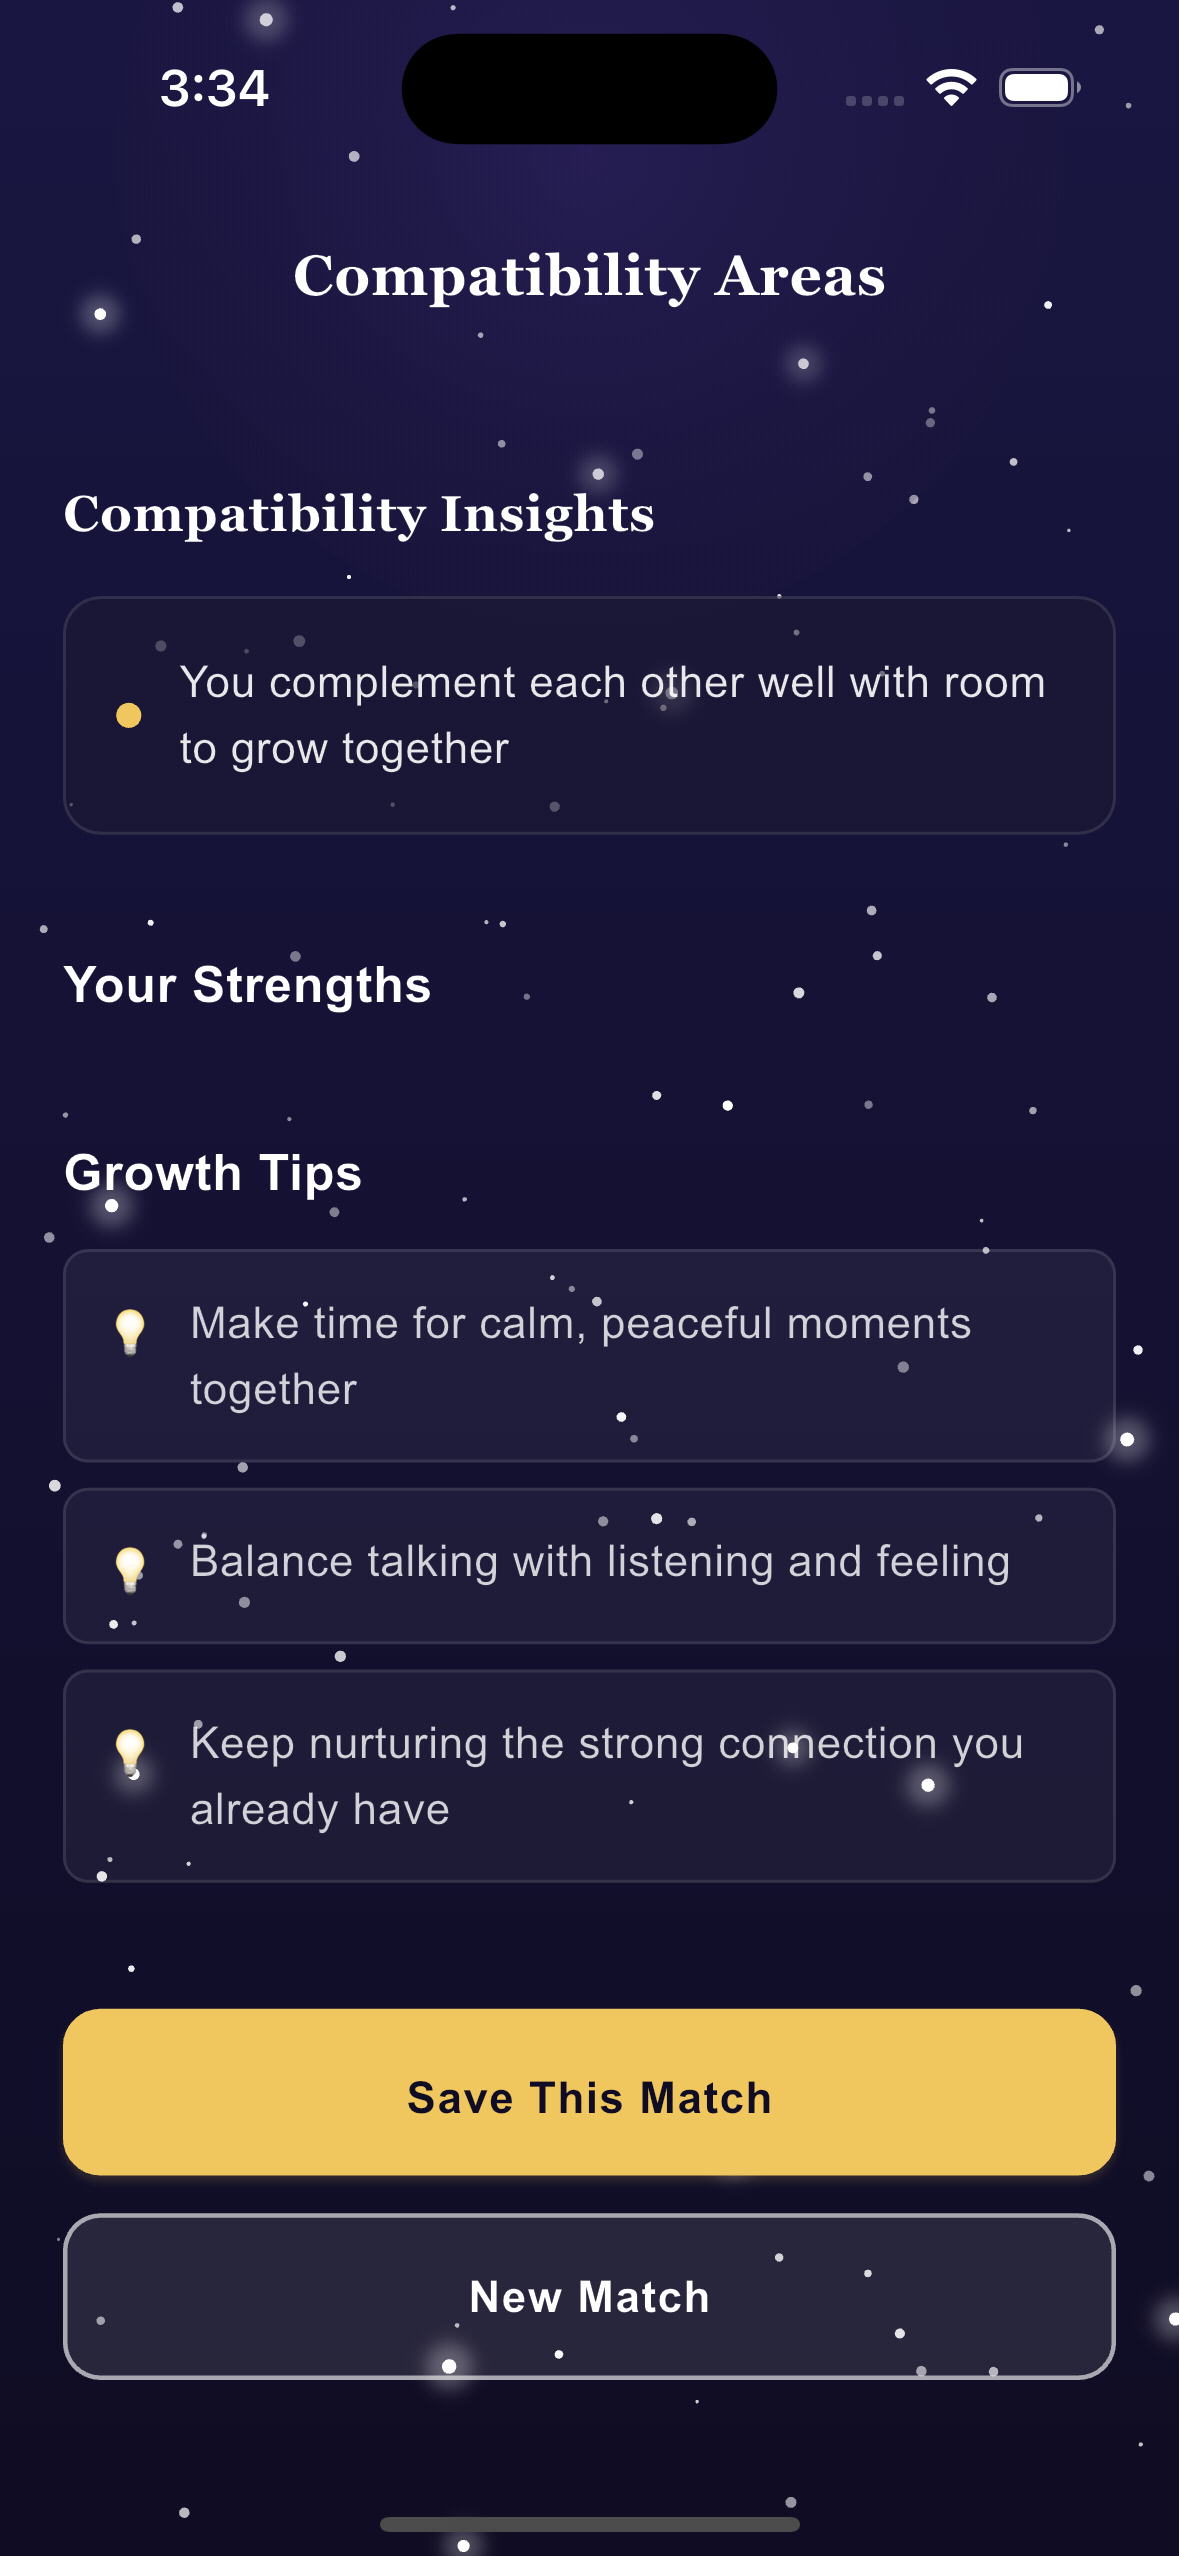 3:34
Compatibility Areas
Compatibility Insights
You complement each other well with room
to grow together
Your Strengths
Growth Tips
Make time for calm, peaceful moments
together
Balance talking with listening and feeling
Keep nurturing the strong connection you
already have
Save This Match
New Match